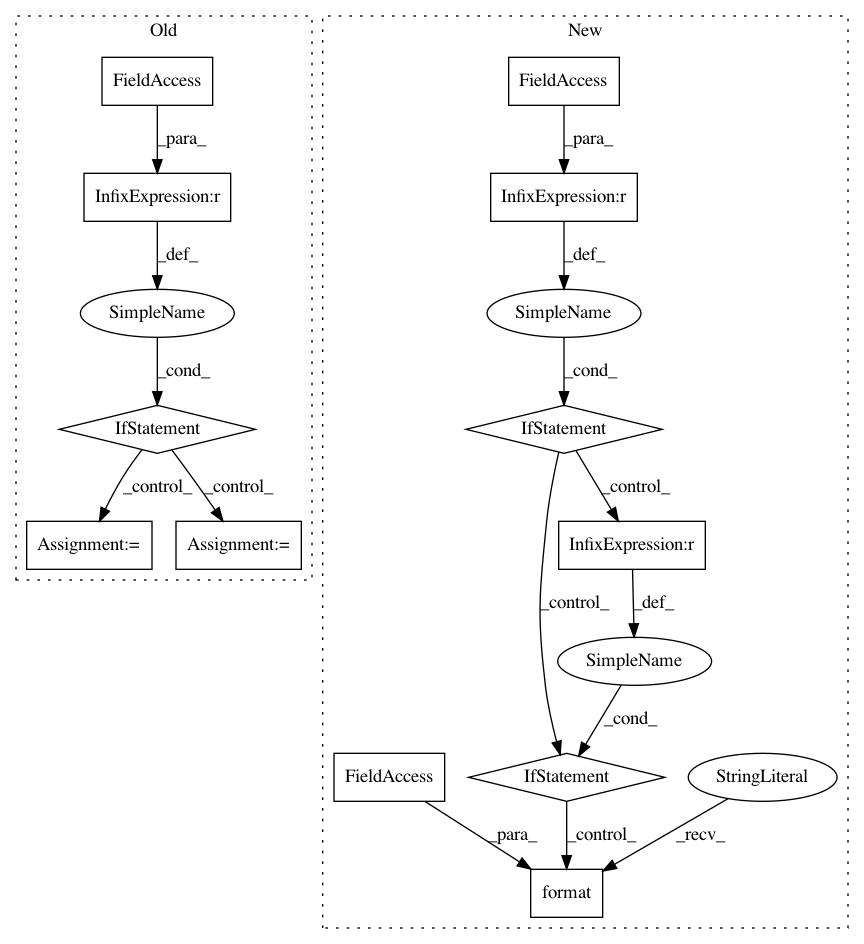 Old
New
FieldAccess
FieldAccess
_para_
_para_
InfixExpression:r
InfixExpression:r
_def_
_def_
SimpleName
SimpleName
_cond_
_cond_
IfStatement
IfStatement
_control_
_control_
_control_
Assignment:=
Assignment:=
InfixExpression:r
_control_
_def_
SimpleName
_cond_
FieldAccess
IfStatement
StringLiteral
_para_
_control_
_recv_
format